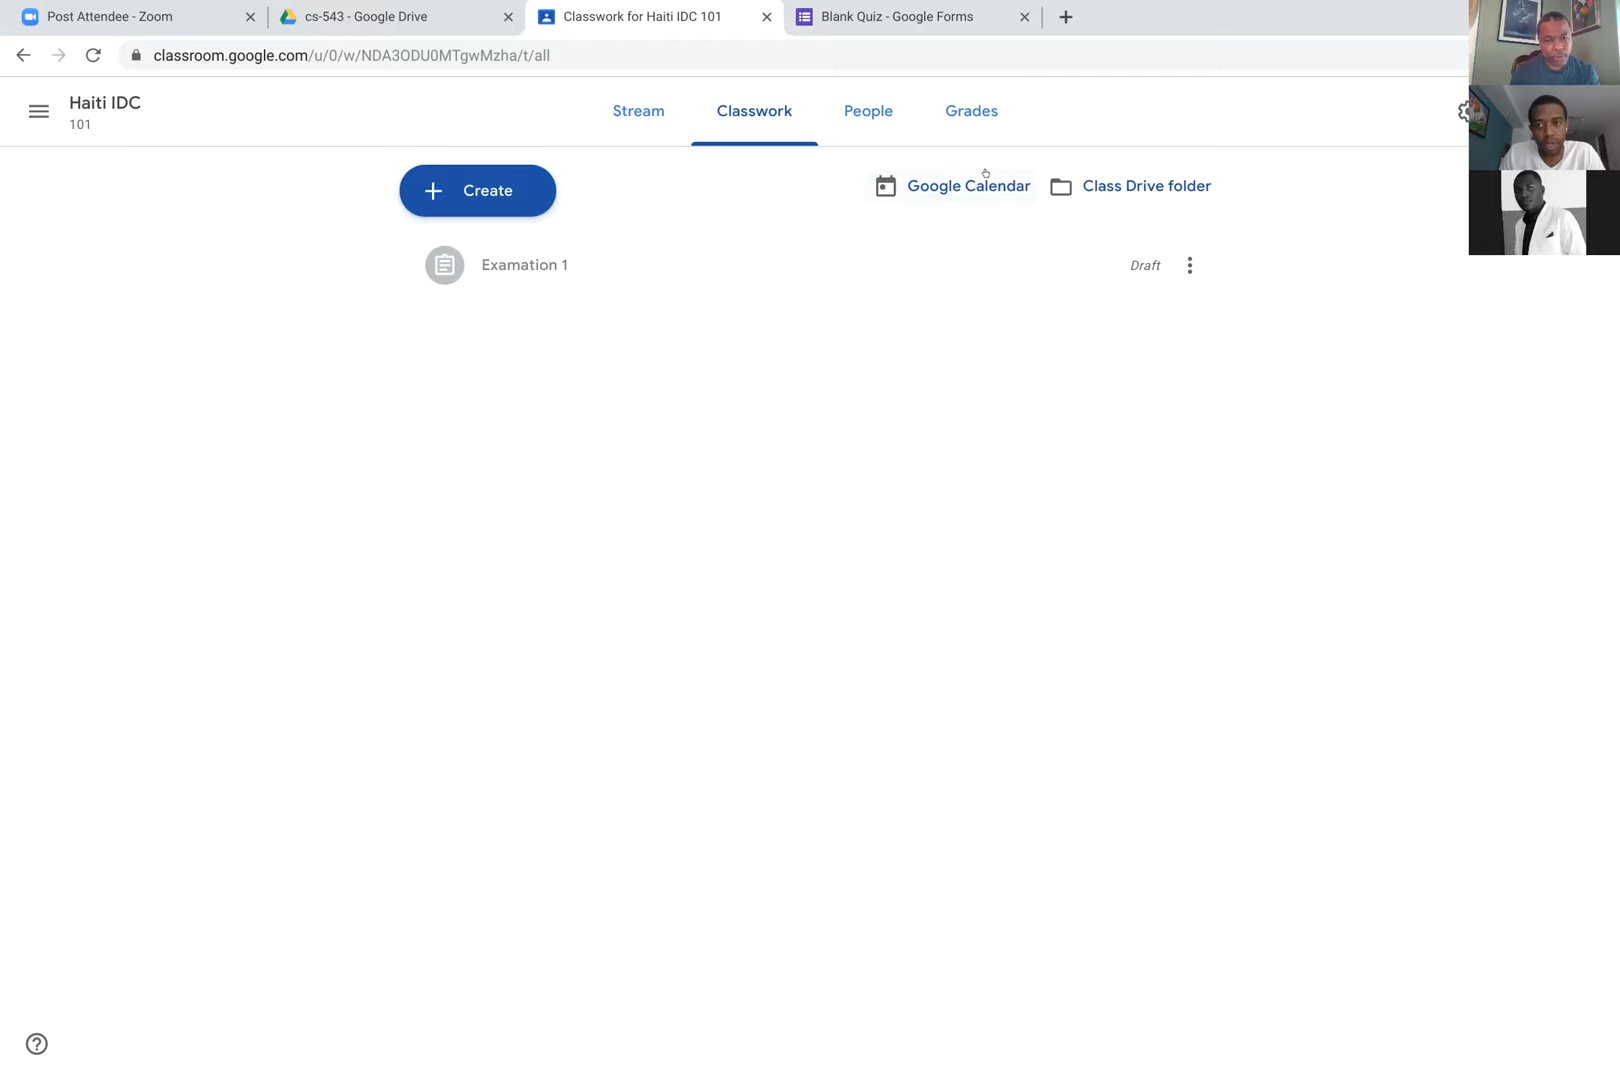 Post Attendee - Zoom
cs-543 - Google Drive
Classwork for Haiti IDC 101
Blank Quiz - Google Forms
classroom.google.com/u/0/w/NDA3ODU0MTgwMzha/t/all
Haiti IDC
101
Stream
Classwork
People
Grades
Create
Google Calendar
Class Drive folder
Examation 1
Draft